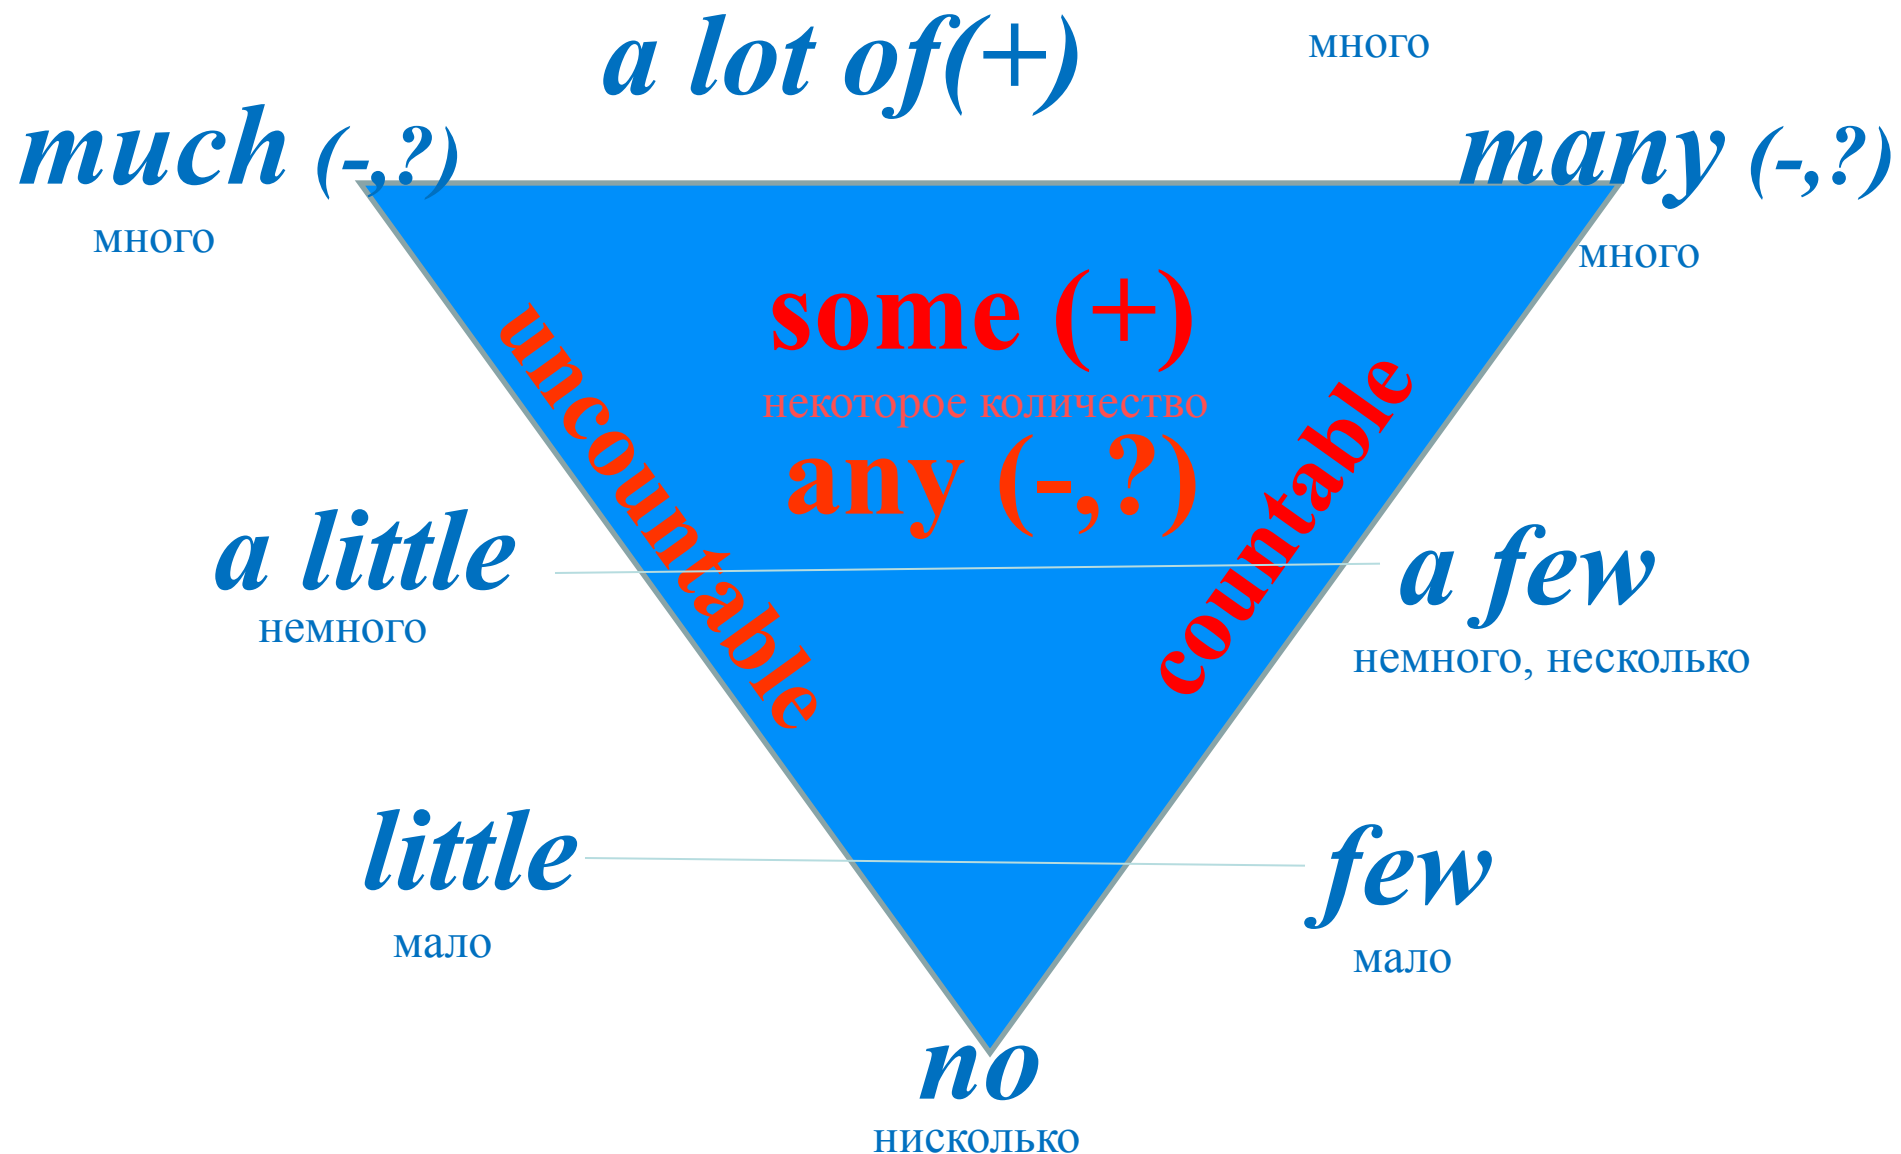 a lot of(+)
много
much (-,?)
many (-,?)
много
много
some (+)
некоторое количество
any (-,?)
uncountable
countable
a little
a few
немного
немного, несколько
little
few
мало
мало
no
нисколько